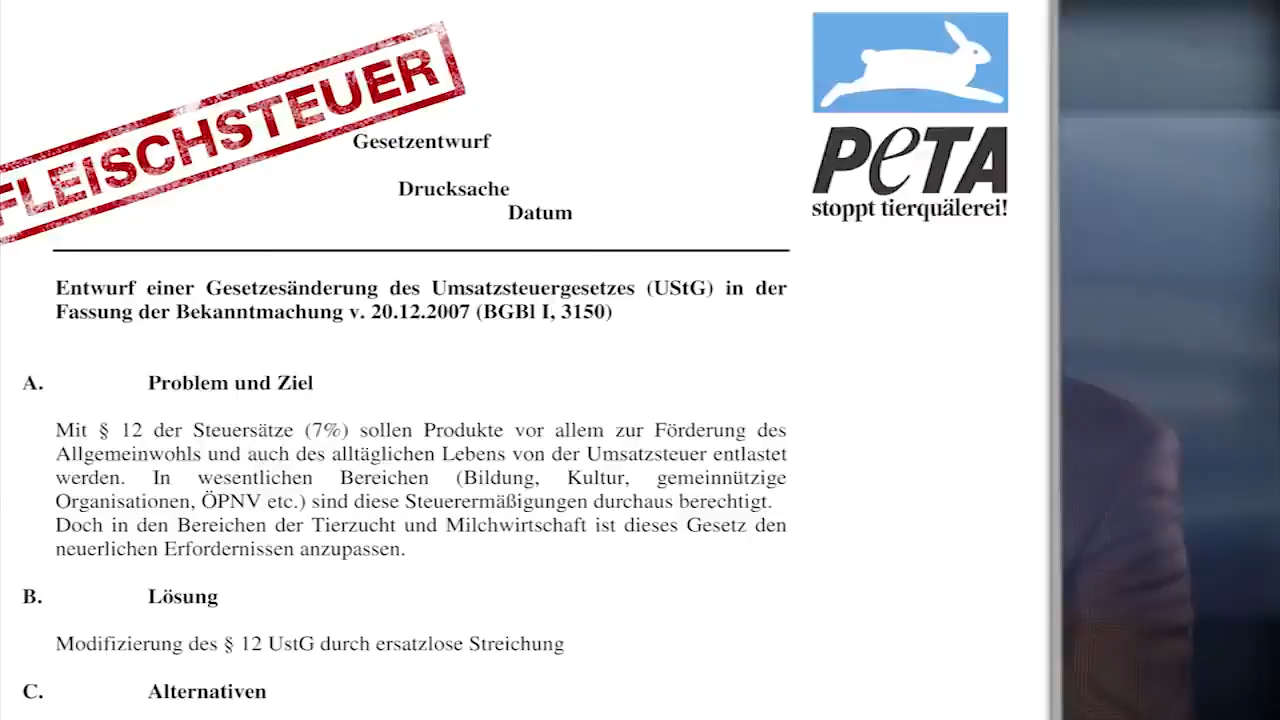 FLEISCHSTEUER
Gesetzentwurf
Drucksache
Datum
PeTA
stoppt tierquälerei!
Entwurf einer Gesetzesänderung des Umsatzsteuergesetzes (UStG) in der
Fassung der Bekanntmachung v. 20.12.2007 (BGBl I, 3150)
A. Problem und Ziel
Mit § 12 der Steuersätze (7%) sollen Produkte vor allem zur Förderung des
Allgemeinwohls und auch des alltäglichen Lebens von der Umsatzsteuer entlastet
werden. In wesentlichen Bereichen (Bildung, Kultur, gemeinnützige
Organisationen, ÖPNV etc.) sind diese Steuerermäßigungen durchaus berechtigt.
Doch in den Bereichen der Tierzucht und Milchwirtschaft ist dieses Gesetz den
neuerlichen Erfordernissen anzupassen.
B. Lösung
Modifizierung des § 12 UstG durch ersatzlose Streichung
C. Alternativen